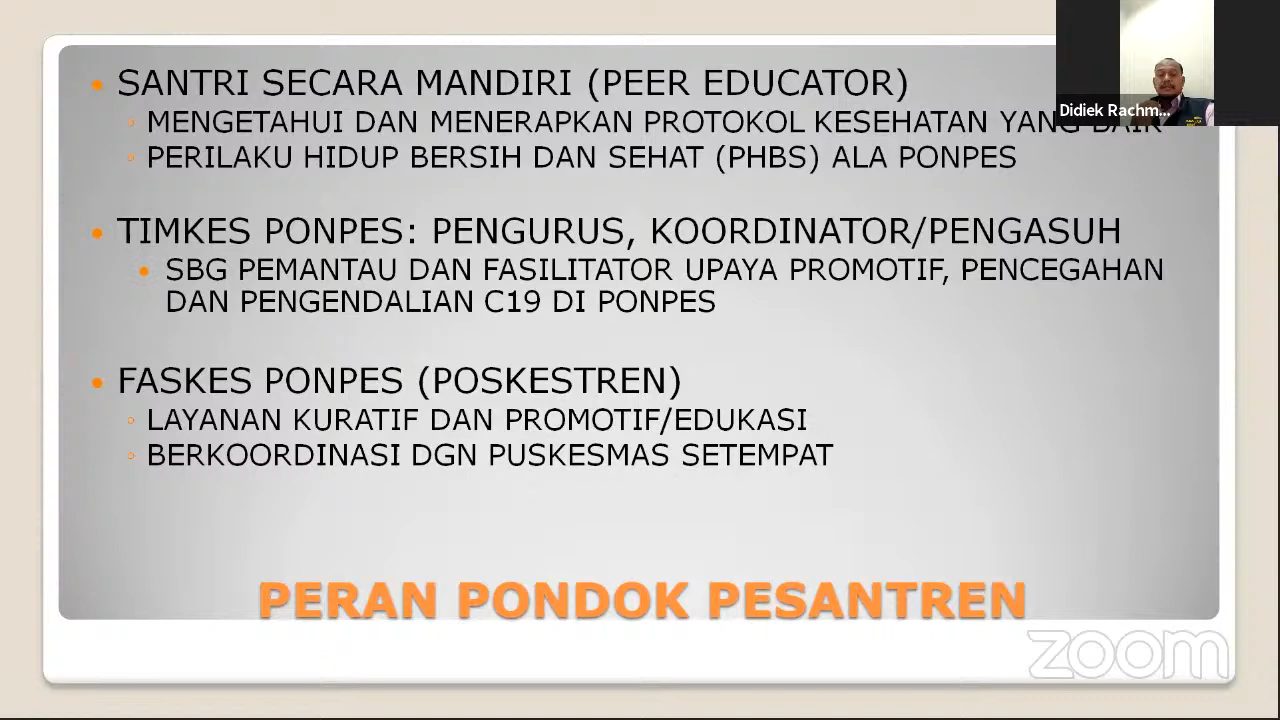 SANTRI SECARA MANDIRI (PEER EDUCATOR)
MENGETAHUI DAN MENERAPKAN PROTOKOL KESEHATAN YANG BAIK
PERILAKU HIDUP BERSIH DAN SEHAT (PHBS) ALA PONPES
TIMKES PONPES: PENGURUS, KOORDINATOR/PENGASUH
SBG PEMANTAU DAN FASILITATOR UPAYA PROMOTIF, PENCEGAHAN
DAN PENGENDALIAN C19 DI PONPES
FASKES PONPES (POSKESTREN)
LAYANAN KURATIF DAN PROMOTIF/EDUKASI
BERKOORDINASI DGN PUSKESMAS SETEMPAT
PERAN PONDOK PESANTREN
Didiek Rachm...
zoom